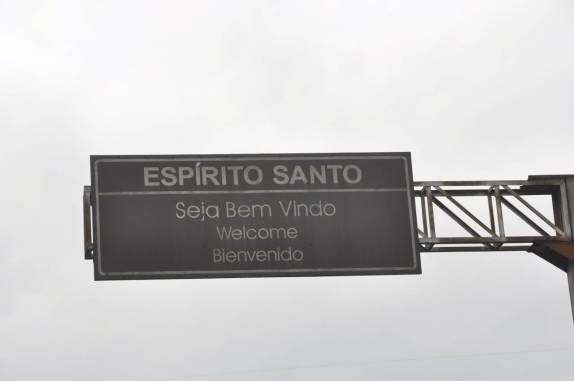 ESPÍRITO SANTO
Seja Bem Vindo
Welcome
Bienvenido